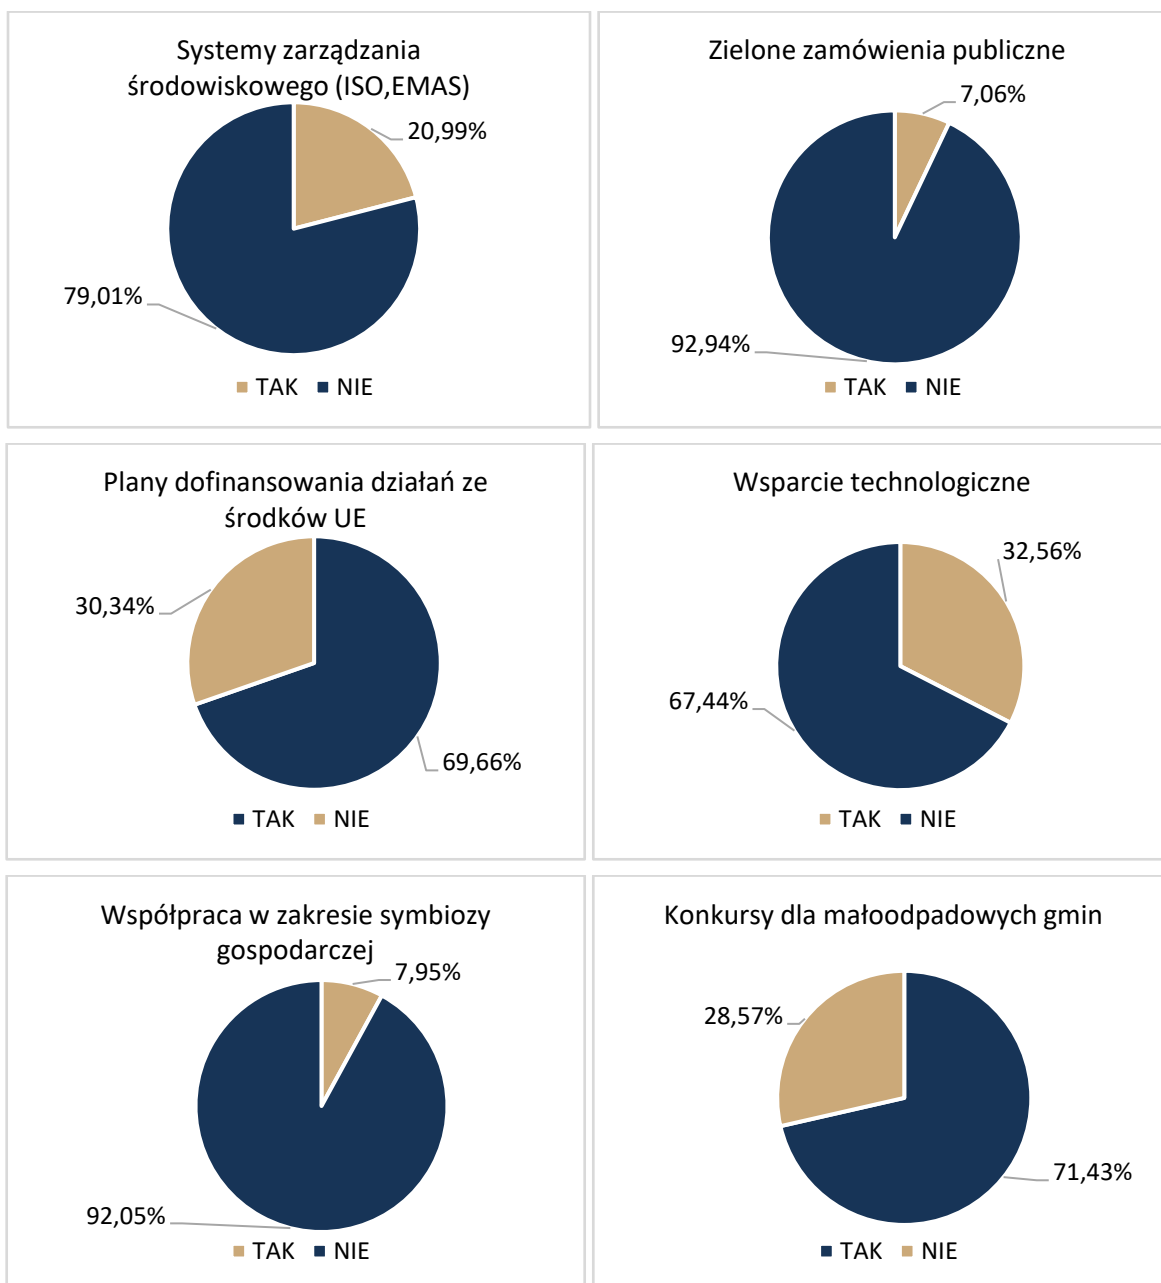 Systemy zarządzania
środowiskowego (ISO,EMAS)
20,99%
79,01%
TAK NIE
Zielone zamówienia publiczne
7,06%
92,94%
TAK NIE
Plany dofinansowania działań ze
środków UE
30,34%
69,66%
TAK NIE
Wsparcie technologiczne
32,56%
67,44%
TAK NIE
Współpraca w zakresie symbiozy
gospodarczej
7,95%
92,05%
TAK NIE
Konkursy dla małoodpadowych gmin
28,57%
71,43%
TAK NIE